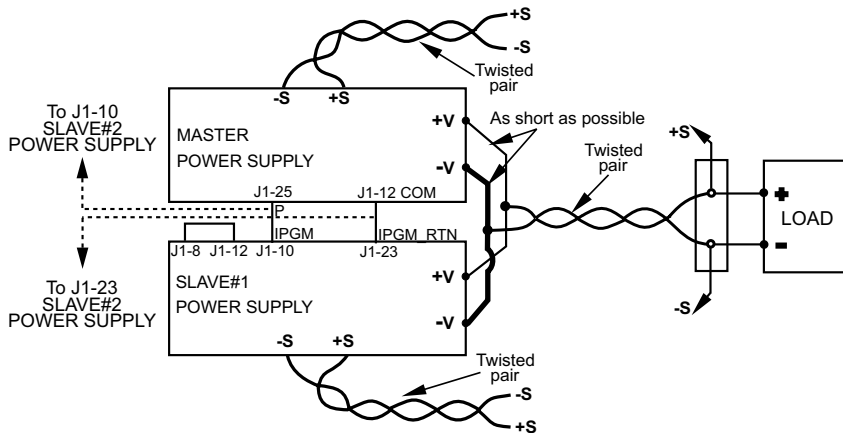 +S
-S
Twisted
pair
-S +S
To J1-10
SLAVE#2
POWER SUPPLY
MASTER
POWER SUPPLY
+V
-V
As short as possible
J1-25
J1-12 COM
P
IPGM
IPGM_RTN
J1-8 J1-12 J1-10 J1-23
To J1-23
SLAVE#2
POWER SUPPLY
SLAVE#1
POWER SUPPLY
+V
-V
-S +S
Twisted
pair
-S
+S
Twisted
pair
+S
-S
+
LOAD
-